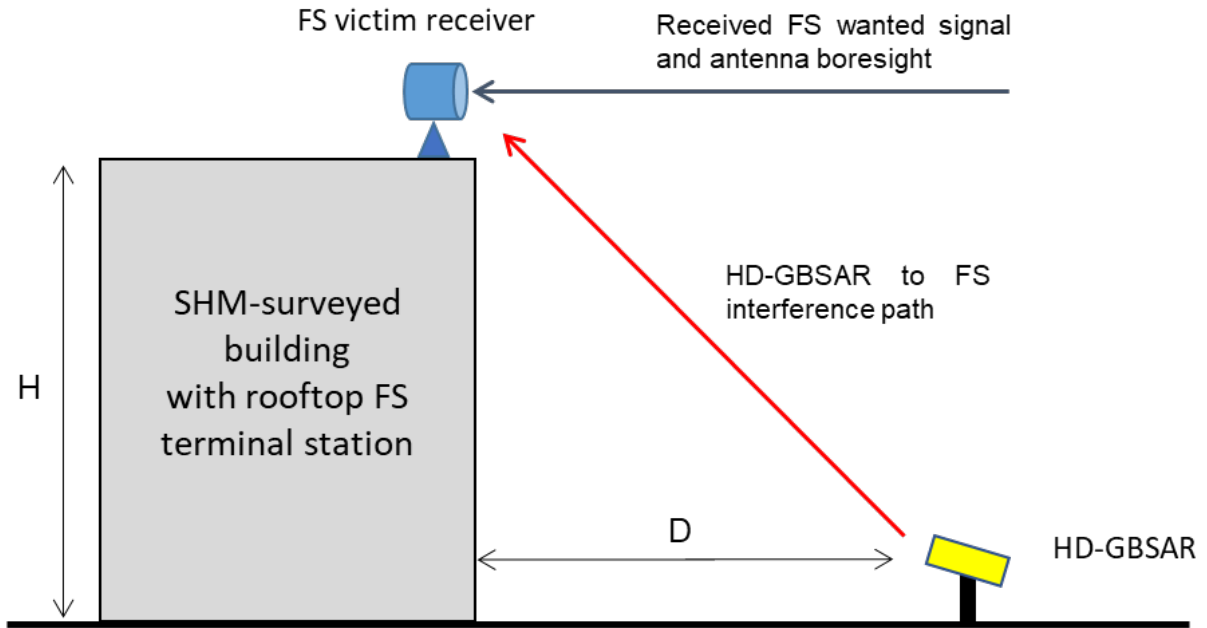 FS victim receiver
Received FS wanted signal
and antenna boresight
HD-GBSAR to FS
interference path
SHM-surveyed
building
with rooftop FS
terminal station
H
D
HD-GBSAR